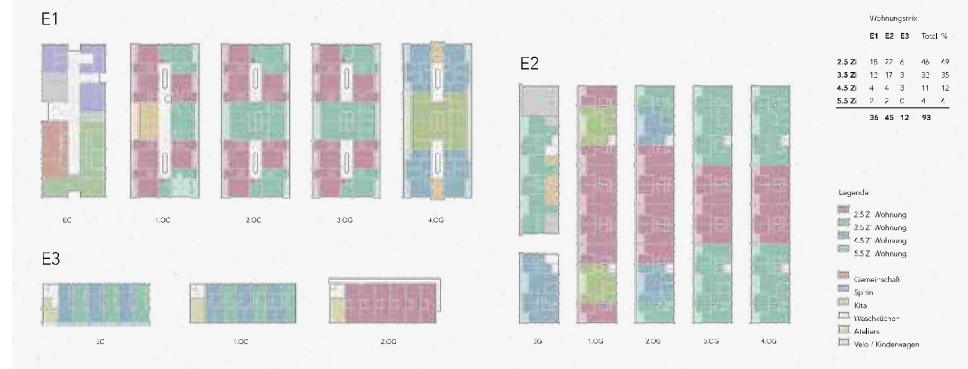 E1
EG
1.OG
2.OG
3.OG
4.OG
E2
EG
1.OG
2.OG
3.OG
4.OG
E3
EG
1.OG
2.OG
Wohnungsmix
E1 E2 E3 Total %
2.5 Zi 18 22 6 46 49
3.5 Zi 12 17 3 32 35
4.5 Zi 4 4 3 11 12
5.5 Zi 2 2 0 4 4
36 45 12 93
Legende
2.5 Zi Wohnung
3.5 Zi Wohnung
4.5 Zi Wohnung
5.5 Zi Wohnung
Gemeinschaft
Kita
Waschküchen
Ateliers
Velo / Kinderwagen